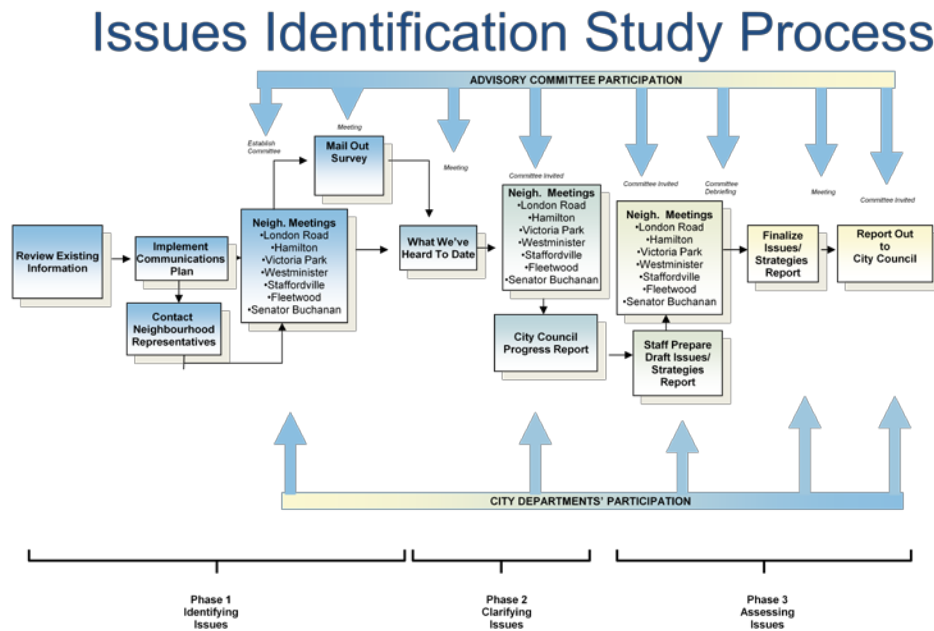 Issues Identification Study Process
ADVISORY COMMITTEE PARTICIPATION
Establish
Committee
Meeting
Meeting
Committee Invited
Committee Invited
Committee
Debriefing
Meeting
Committee Invited
Mail Out
Survey
Review Existing
Information
Implement
Communications
Plan
Contact
Neighbourhood
Representatives
Neigh. Meetings
•London Road
•Hamilton
•Victoria Park
•Westminister
•Staffordville
•Fleetwood
•Senator Buchanan
What We've
Heard To Date
Neigh. Meetings
•London Road
•Hamilton
•Victoria Park
•Westminister
•Staffordville
•Fleetwood
•Senator Buchanan
City Council
Progress Report
Neigh. Meetings
•London Road
•Hamilton
•Victoria Park
•Westminister
•Staffordville
•Fleetwood
•Senator Buchanan
Staff Prepare
Draft Issues/
Strategies
Report
Finalize
Issues/
Strategies
Report
Report Out
to
City Council
CITY DEPARTMENTS' PARTICIPATION
Phase 1
Identifying
Issues
Phase 2
Clarifying
Issues
Phase 3
Assessing
Issues